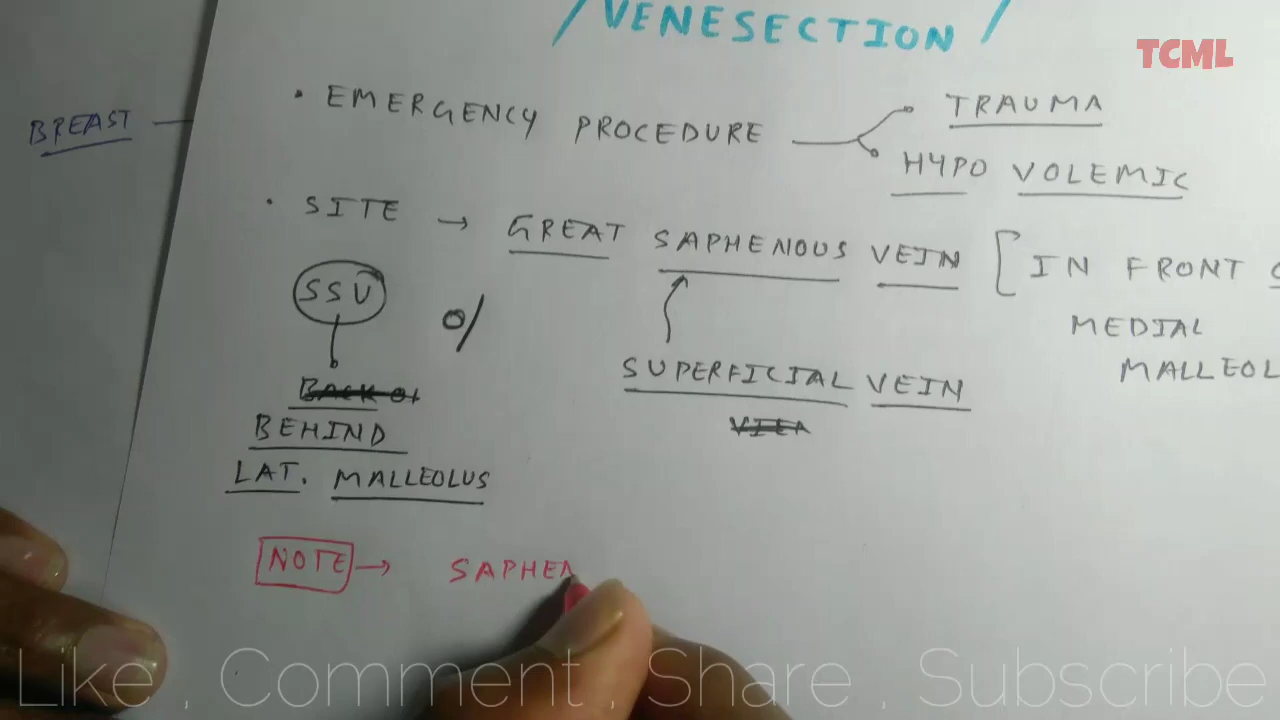 / VENESECTION /
TCML
BREAST
• EMERGENCY PROCEDURE
TRAUMA
HYPO VOLEMIC
• SITE → GREAT SAPHENOUS VEIN [ IN FRONT
MEDIAL
MALLEOL
SSV
SUPERFICIAL VEIN
BEHIND
LAT. MALLEOLUS
NOTE → SAPHEN
Like , Comment , Share , Subscribe